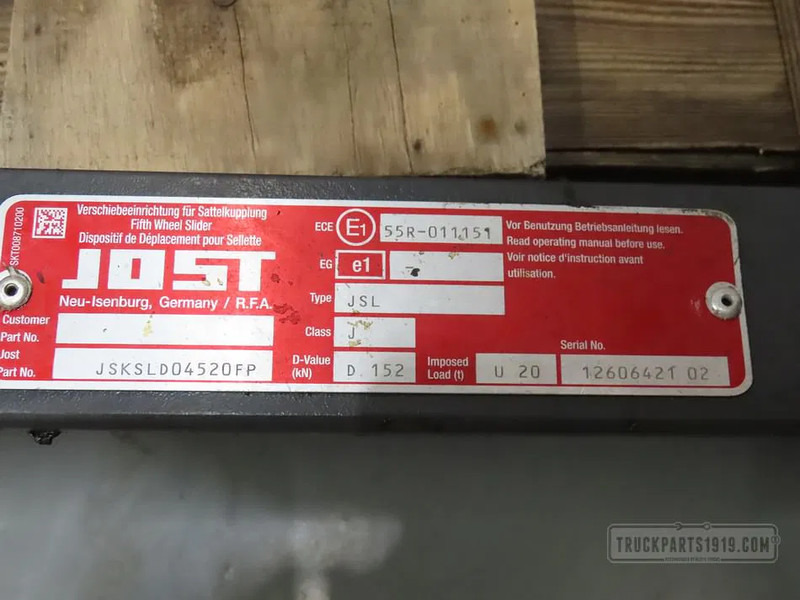 SKT008710200
Verschiebeeinrichtung für Sattelkupplung
Fifth Wheel Slider
Dispositif de Déplacement pour Sellette
JOST
Neu-Isenburg, Germany / R.F.A.
Customer
Part No.
Jost
Part No. JSKSLD04520FP
ECE E1 55R-011151
EG e1
Type JSL
Class J
D-Value
(kN) D 152
Imposed
Load (t) U 20
Vor Benutzung Betriebsanleitung lesen.
Read operating manual before use.
Voir notice d'instruction avant
utilisation.
Serial No.
12606421 02
TRUCKPARTS1919.COM